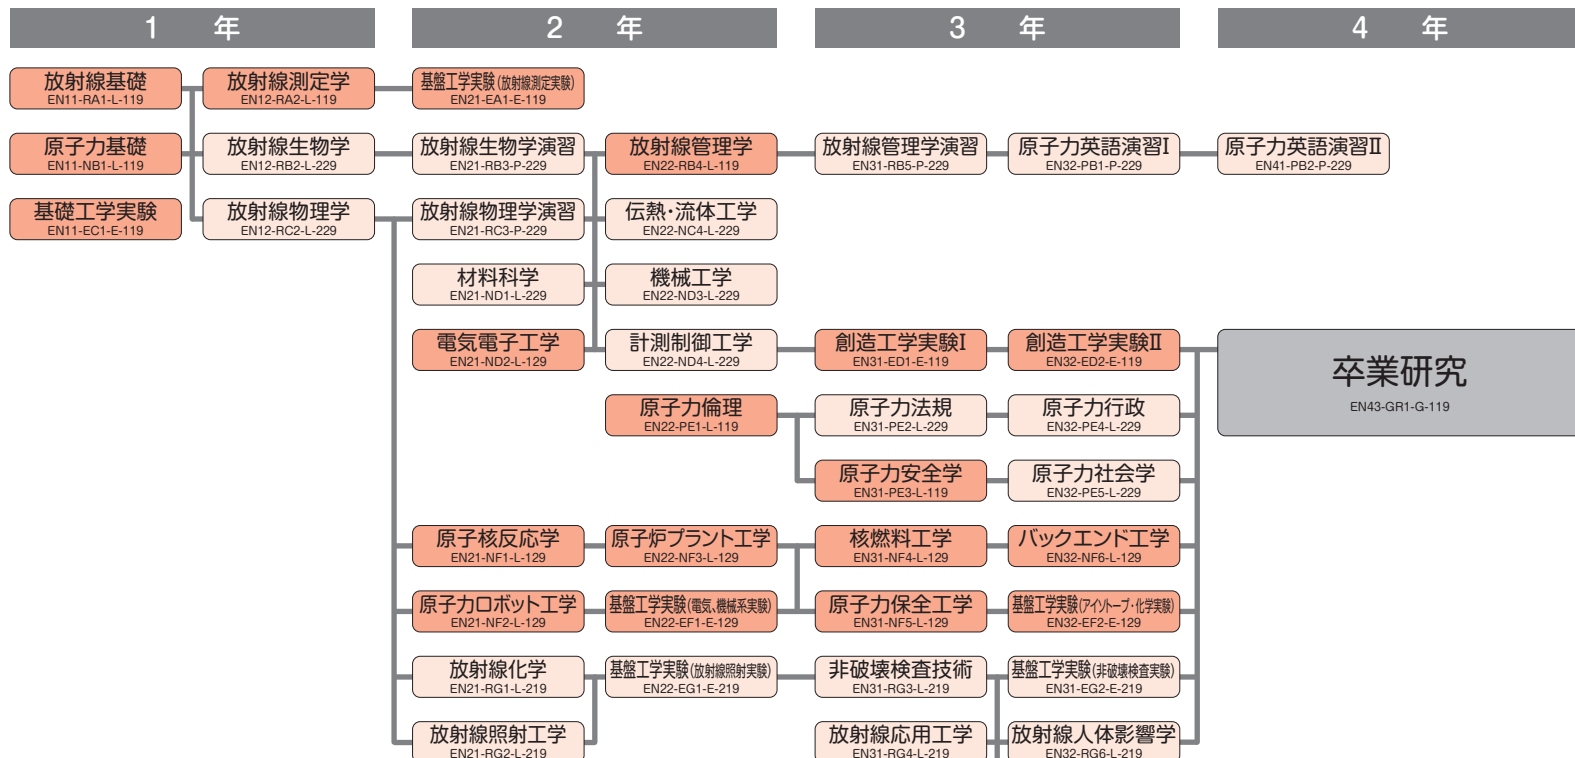 1 年
2 年
3 年
4 年
放射線基礎
EN11-RA1-L-119
放射線測定学
EN12-RA2-L-119
基盤工学実験(放射線測定実験)
EN21-EA1-E-119
原子力基礎
EN11-NB1-L-119
放射線生物学
EN12-RB2-L-229
放射線生物学演習
EN21-RB3-P-229
放射線管理学
EN22-RB4-L-119
放射線管理学演習
EN31-RB5-P-229
原子力英語演習I
EN32-PB1-P-229
原子力英語演習II
EN41-PB2-P-229
基礎工学実験
EN11-EC1-E-119
放射線物理学
EN12-RC2-L-229
放射線物理学演習
EN21-RC3-P-229
伝熱・流体工学
EN22-NC4-L-229
材料科学
EN21-ND1-L-229
機械工学
EN22-ND3-L-229
電気電子工学
EN21-ND2-L-129
計測制御工学
EN22-ND4-L-229
創造工学実験I
EN31-ED1-E-119
創造工学実験II
EN32-ED2-E-119
卒業研究
EN43-GR1-G-119
原子力倫理
EN22-PE1-L-119
原子力法規
EN31-PE2-L-229
原子力行政
EN32-PE4-L-229
原子力安全学
EN31-PE3-L-119
原子力社会学
EN32-PE5-L-229
原子核反応学
EN21-NF1-L-129
原子炉プラント工学
EN22-NF3-L-129
核燃料工学
EN31-NF4-L-129
バックエンド工学
EN32-NF6-L-129
原子力ロボット工学
EN21-NF2-L-129
基盤工学実験(電気、機械系実験)
EN22-EF1-E-129
原子力保全工学
EN31-NF5-L-129
基盤工学実験(アイソトープ・化学実験)
EN32-EF2-E-129
放射線化学
EN21-RG1-L-219
基盤工学実験(放射線照射実験)
EN22-EG1-E-219
非破壊検査技術
EN31-RG3-L-219
基盤工学実験(非破壊検査実験)
EN31-EG2-E-219
放射線照射工学
EN21-RG2-L-219
放射線応用工学
EN31-RG4-L-219
放射線人体影響学
EN32-RG6-L-219